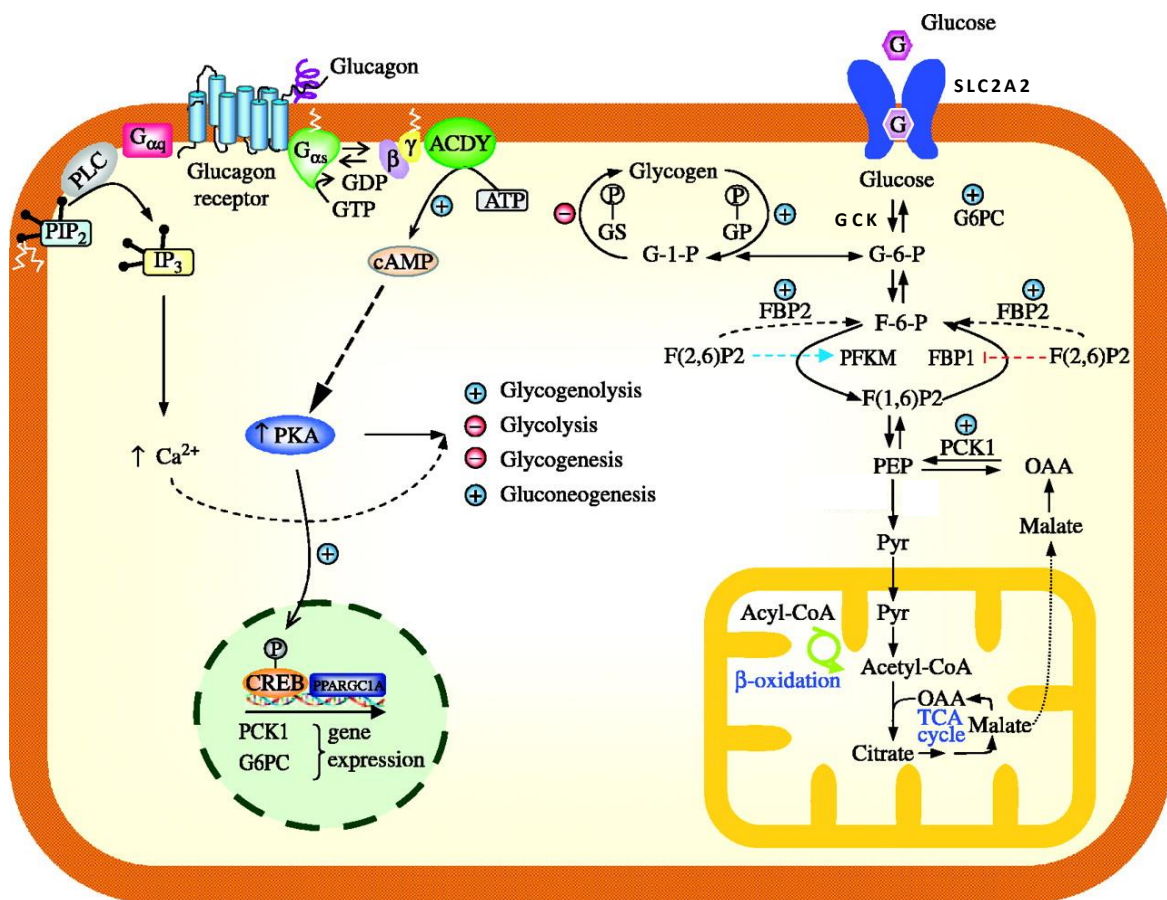 Glucose
G
SLC2A2
G
Glucagon
Gαq
Glucagon
receptor
Gαs
GDP
GTP
β
γ
ACDY
ATP
PLC
PIP2
IP3
cAMP
Glycogen
P
GS
P
GP
G-1-P
Glucose
GCK
G6PC
G-6-P
FBP2
F-6-P
FBP2
F(2,6)P2
PFKM
FBP1
F(2,6)P2
F(1,6)P2
↑ PKA
+ Glycogenolysis
− Glycolysis
− Glycogenesis
+ Gluconeogenesis
↑ Ca2+
PCK1
PEP
OAA
Malate
Pyr
Pyr
Acyl-CoA
β-oxidation
Acetyl-CoA
OAA
TCA
cycle
Malate
Citrate
P
CREB
PPARGC1A
PCK1
G6PC
gene
expression